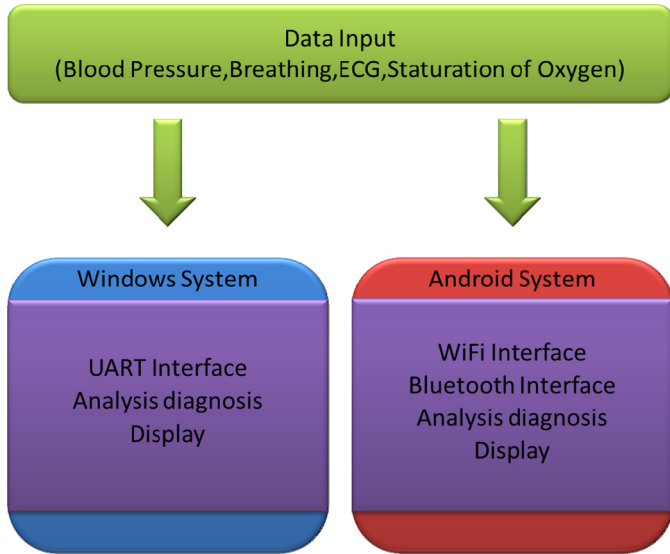 Data Input
(Blood Pressure,Breathing,ECG,Staturation of Oxygen)
Windows System
UART Interface
Analysis diagnosis
Display
Android System
WiFi Interface
Bluetooth Interface
Analysis diagnosis
Display